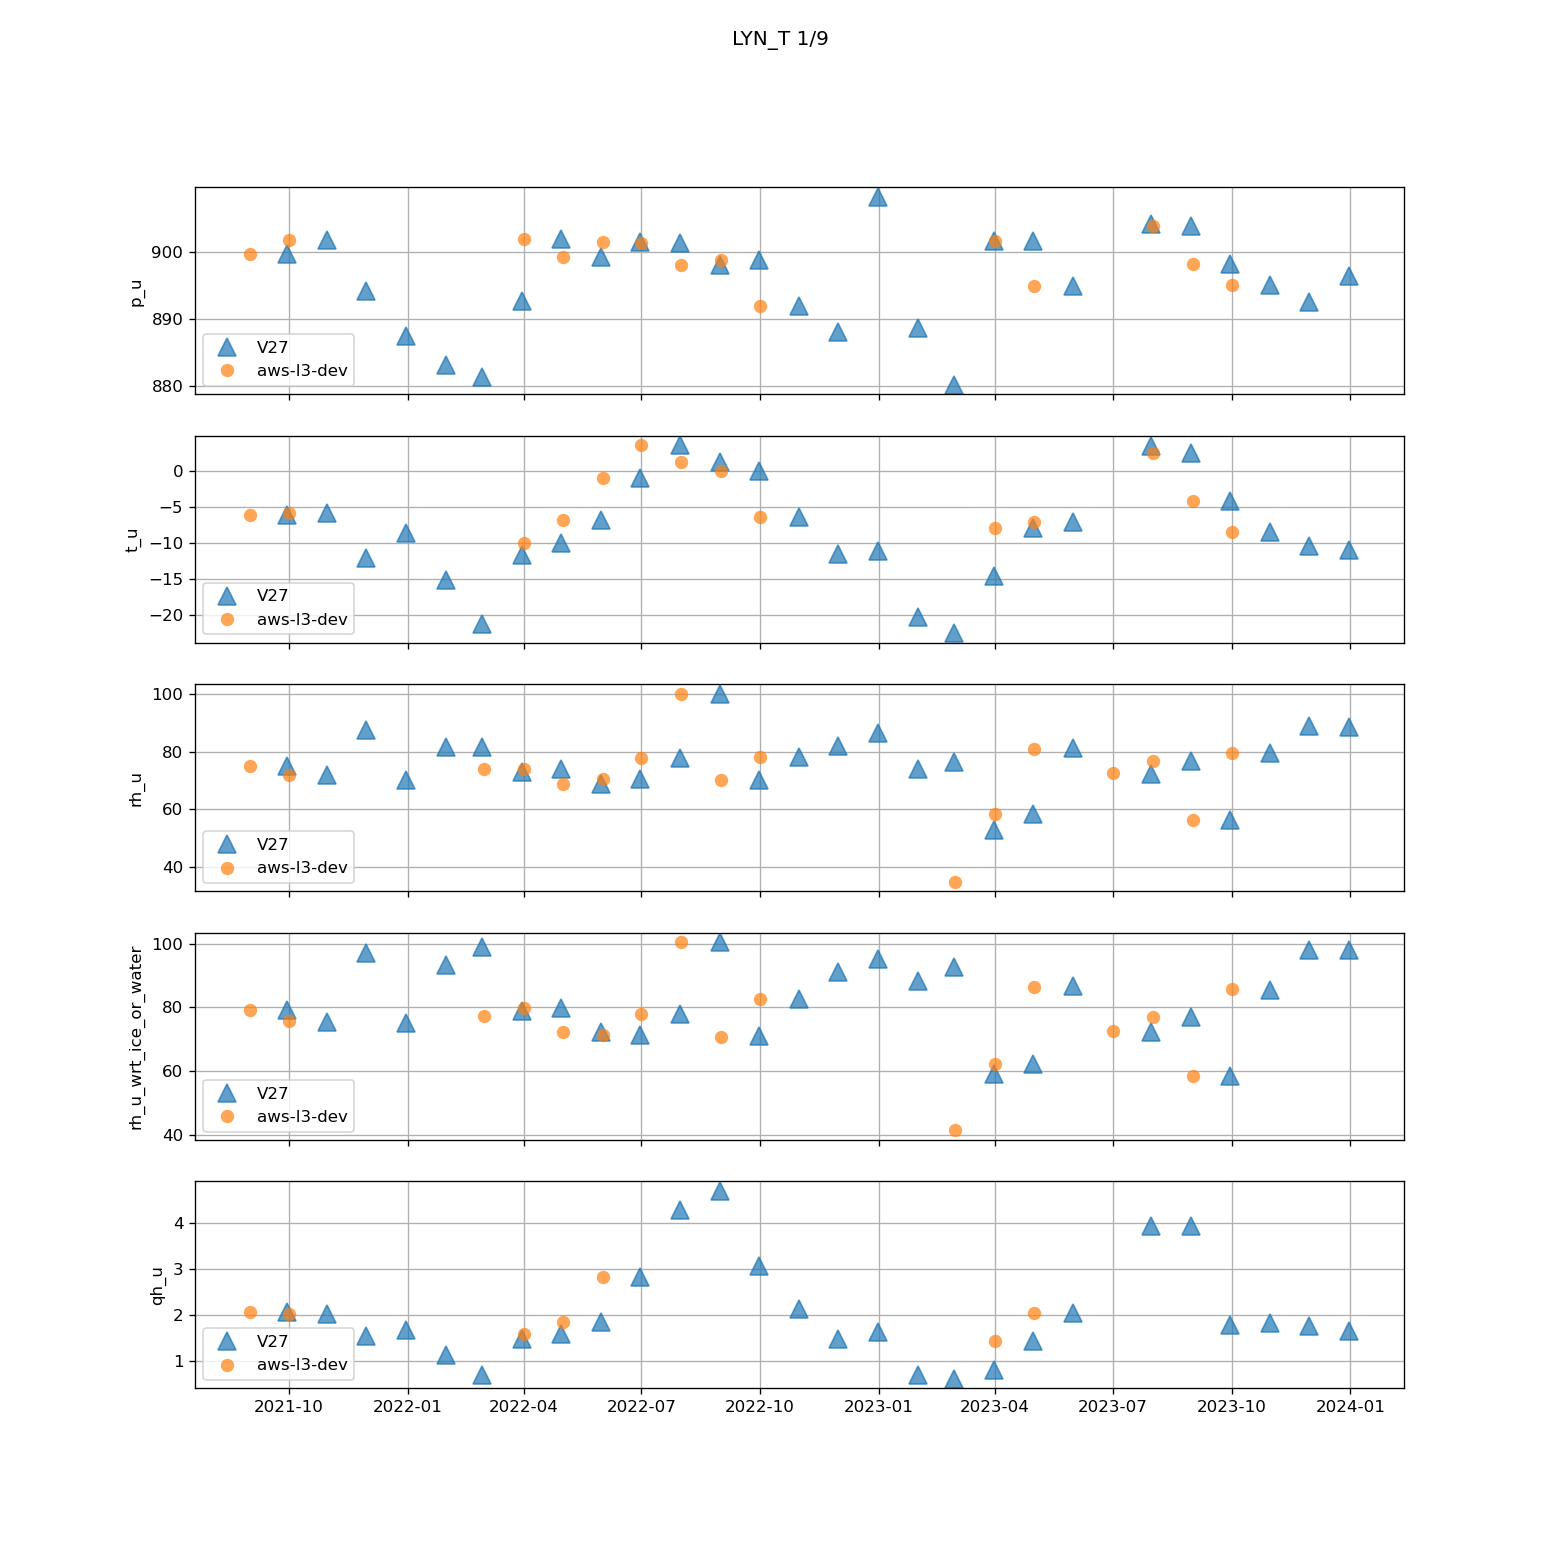 LYN_T 1/9
p_u
900
890
880
V27
aws-l3-dev
t_u
0
−5
−10
−15
−20
V27
aws-l3-dev
rh_u
100
80
60
40
V27
aws-l3-dev
rh_u_wrt_ice_or_water
100
80
60
40
V27
aws-l3-dev
qh_u
4
3
2
1
V27
aws-l3-dev
2021-10 2022-01 2022-04 2022-07 2022-10 2023-01 2023-04 2023-07 2023-10 2024-01